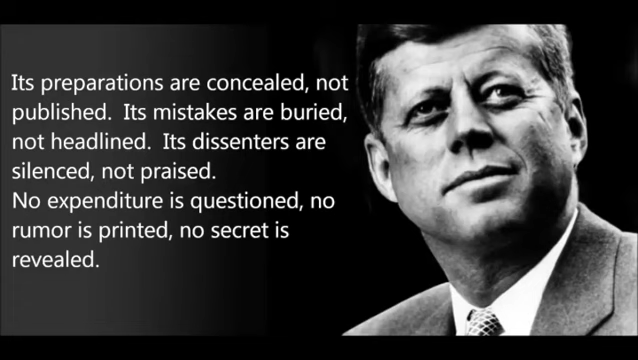 Its preparations are concealed, not
published.  Its mistakes are buried,
not headlined.  Its dissenters are
silenced, not praised.
No expenditure is questioned, no
rumor is printed, no secret is
revealed.